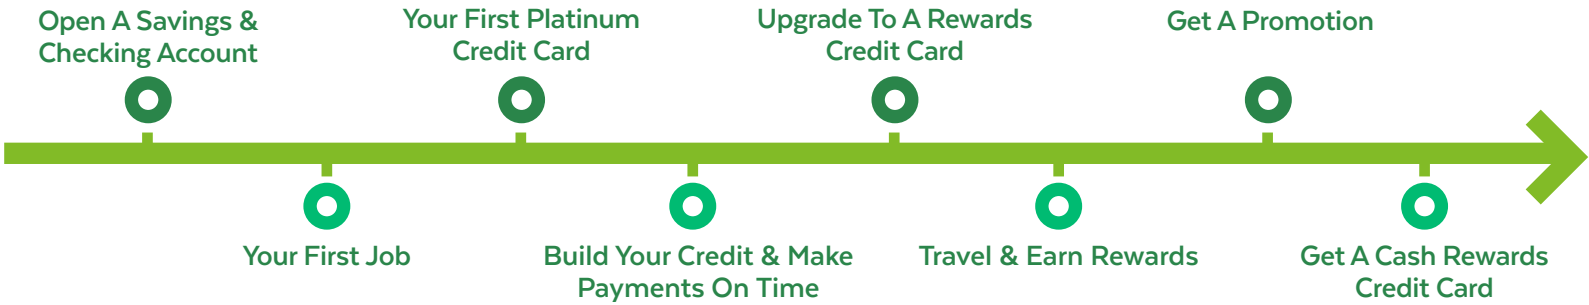 Open A Savings &
Checking Account
Your First Platinum
Credit Card
Upgrade To A Rewards
Credit Card
Get A Promotion
Your First Job
Build Your Credit & Make
Payments On Time
Travel & Earn Rewards
Get A Cash Rewards
Credit Card